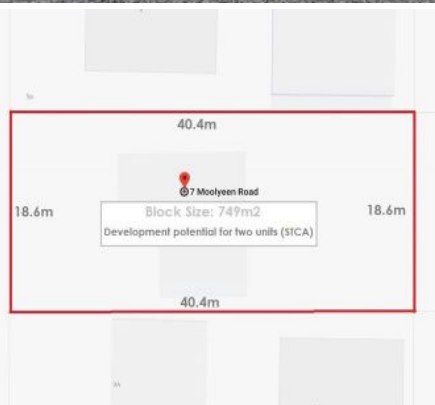 40.4m
7 Moolyeen Road
18.6m
18.6m
Block Size: 749m2
Development potential for two units (STCA)
40.4m